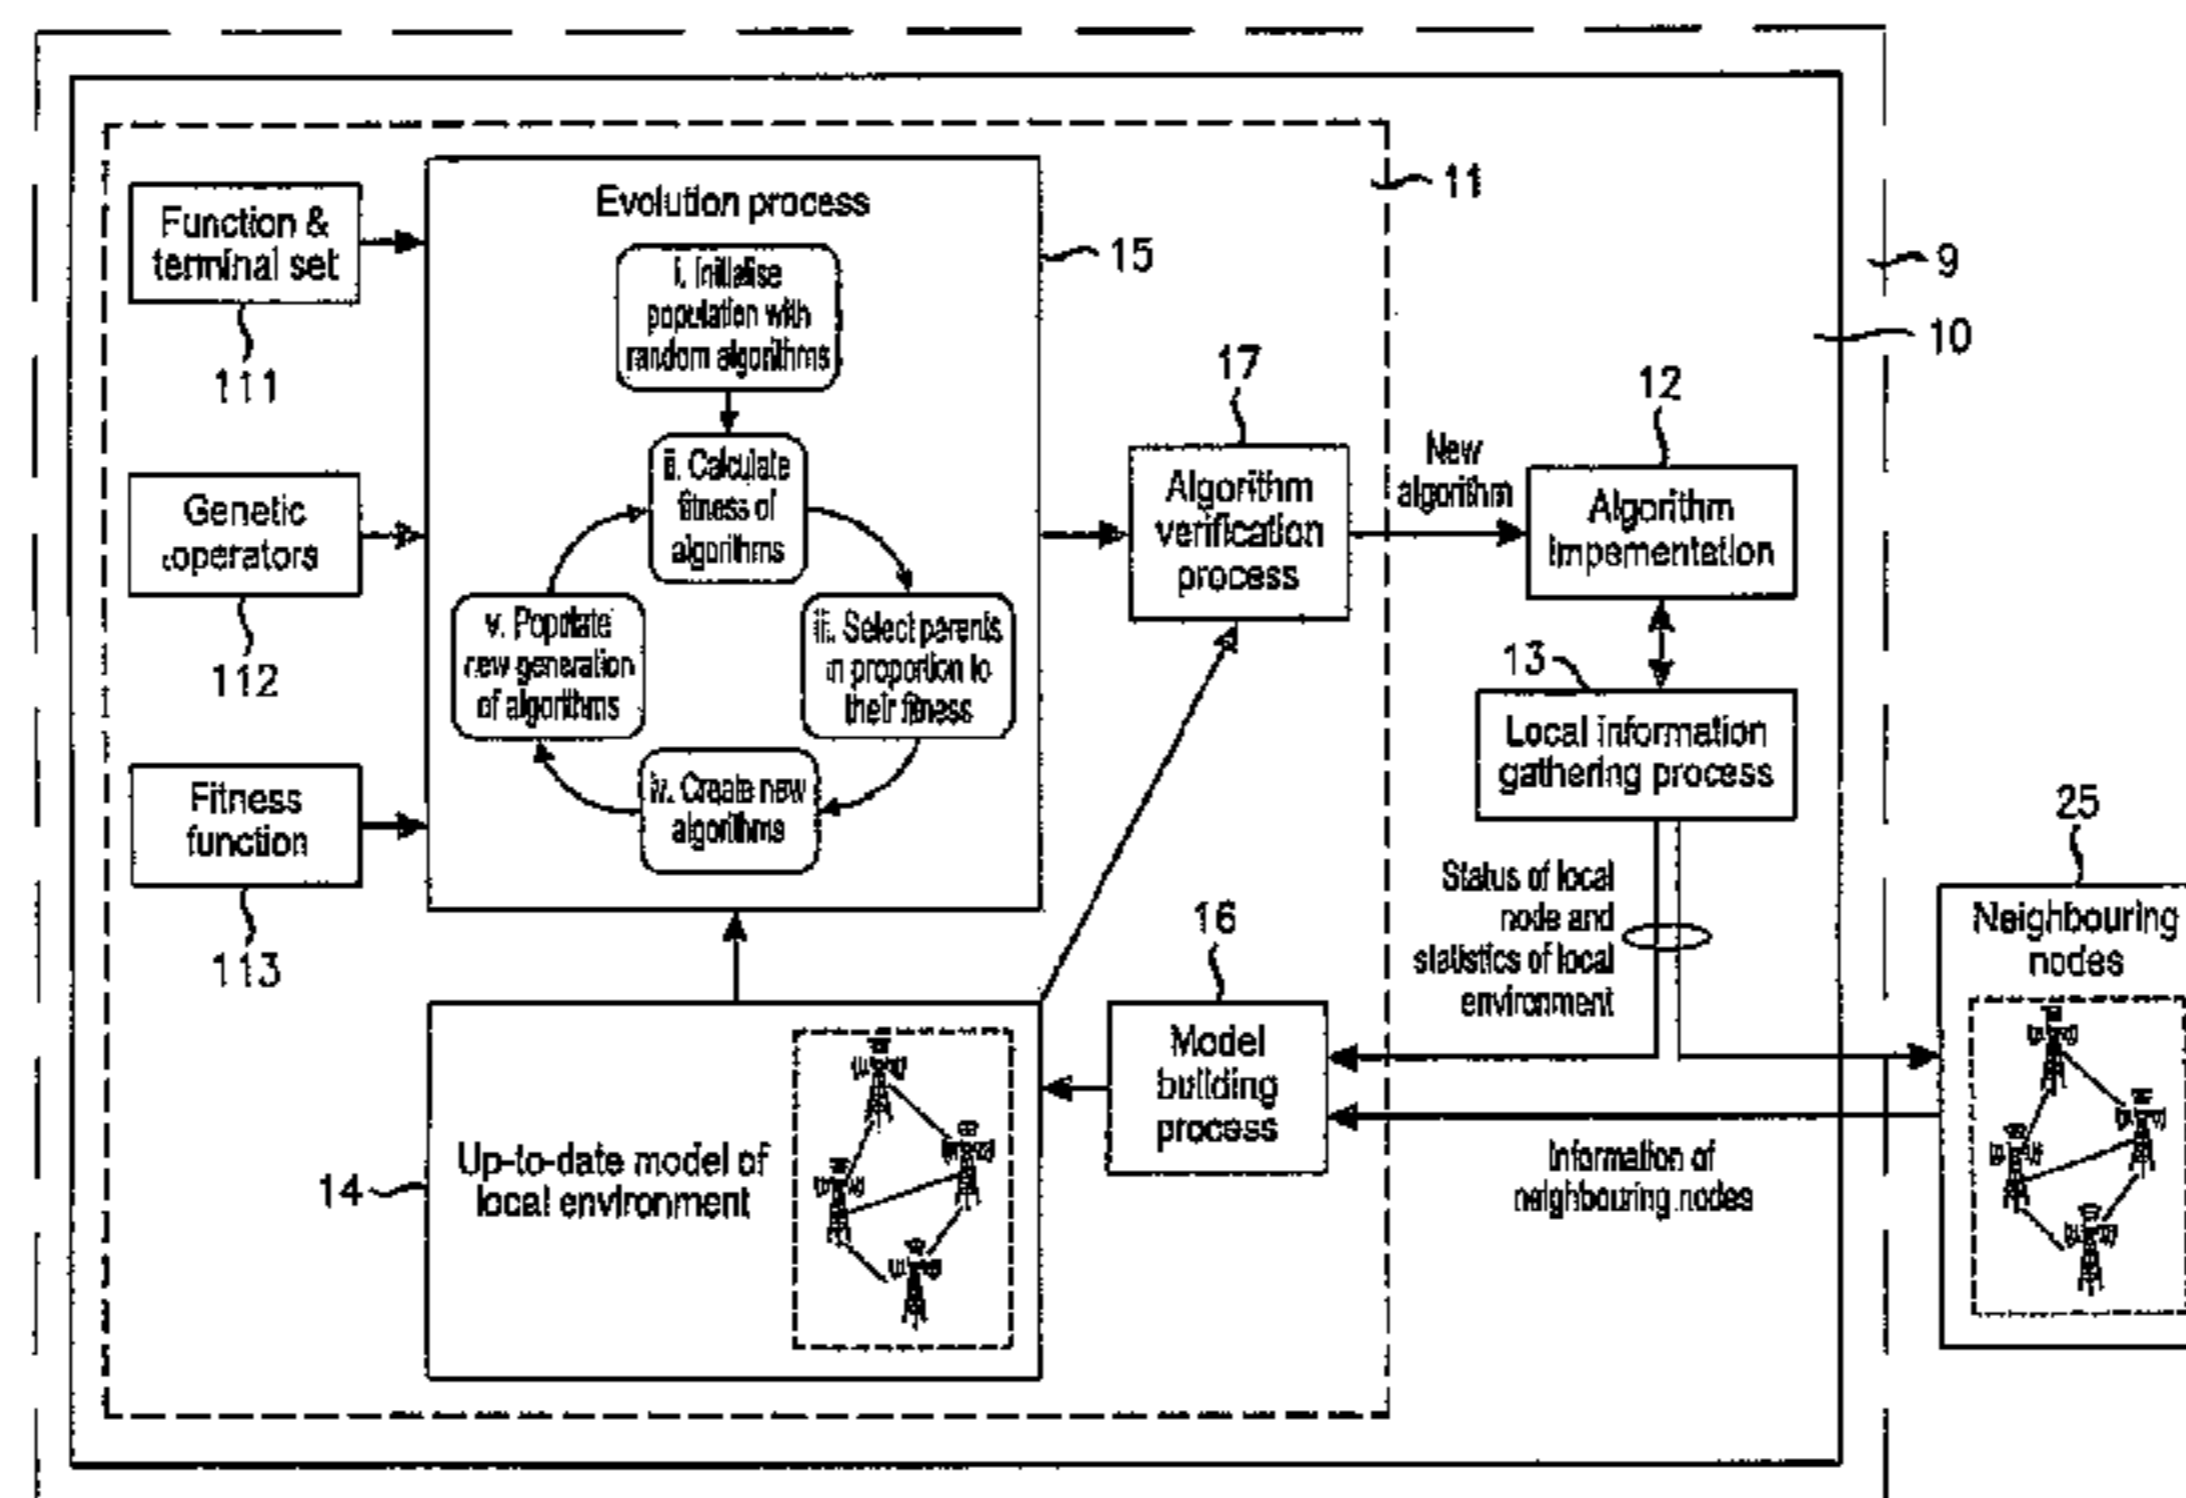 Function &
terminal set
111
Genetic
operators
112
Fitness
function
113
Evolution process
i. Initialise
population with
random algorithms
ii. Calculate
fitness of
algorithms
iii. Select parents
in proportion to
their fitness
iv. Create new
algorithms
v. Populate
new generation
of algorithms
15
11
9
10
17
Algorithm
verification
process
New
algorithm
12
Algorithm
impementation
13
Local information
gathering process
Status of local
node and
statistics of local
environment
25
Neighbouring
nodes
16
Model
building
process
Information of
neighbouring nodes
14
Up-to-date model of
local environment